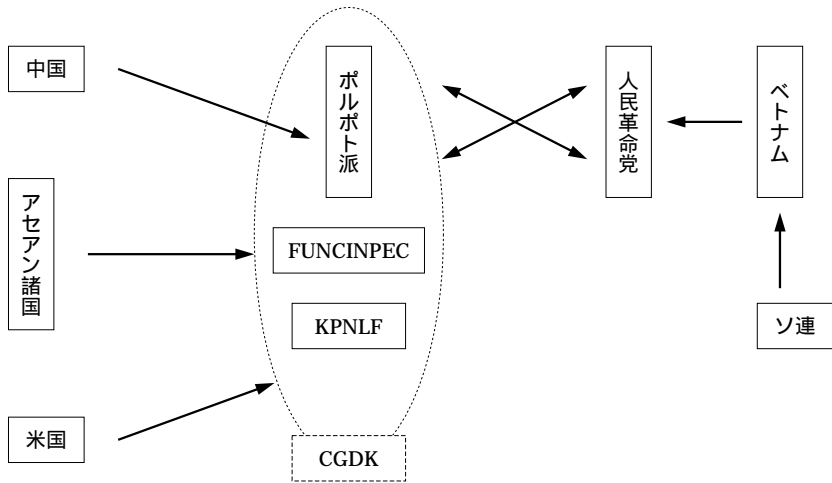 中国
ポルポト派
人民革命党
ベトナム
アセアン諸国
FUNCINPEC
KPNLF
ソ連
米国
CGDK